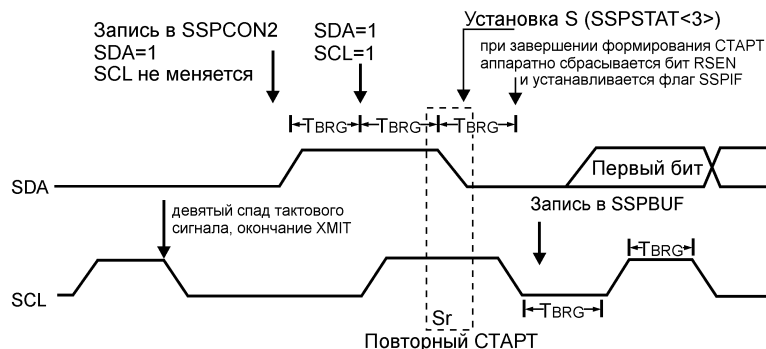 Запись в SSPCON2
SDA=1
SCL не меняется
SDA=1
SCL=1
Установка S (SSPSTAT<3>)
при завершении формирования СТАРТ
аппаратно сбрасывается бит RSEN
и устанавливается флаг SSPIF
TBRG
TBRG
TBRG
SDA
Первый бит
девятый спад тактового
сигнала, окончание XMIT
Запись в SSPBUF
TBRG
SCL
TBRG
Sr
Повторный СТАРТ